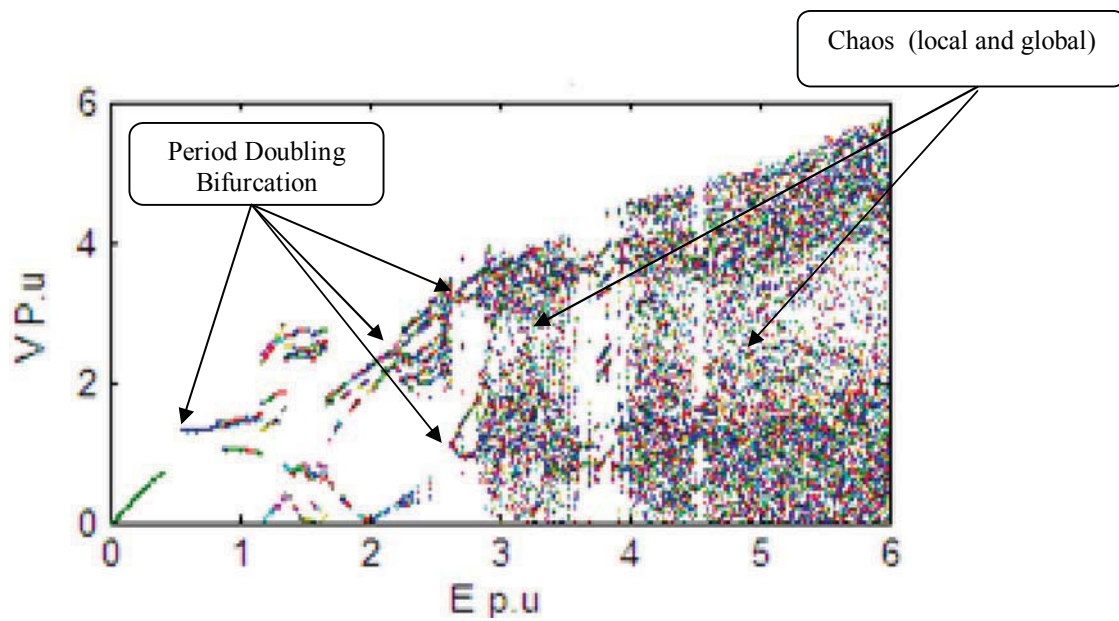 Chaos (local and global)
Period Doubling
Bifurcation
6
4
2
0
V P.u
0 1 2 3 4 5 6
E p.u